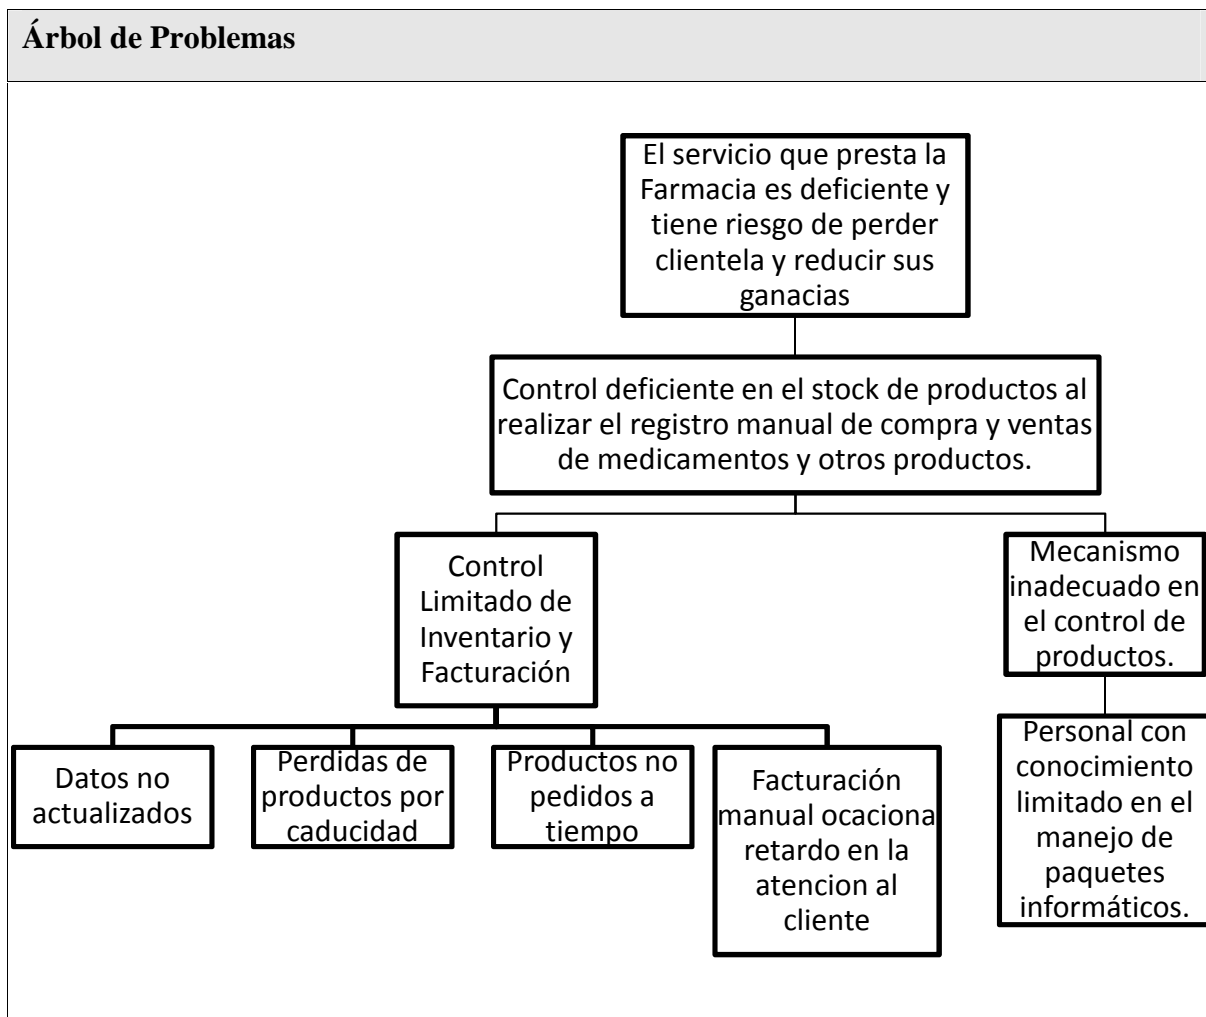 Árbol de Problemas
El servicio que presta la
Farmacia es deficiente y
tiene riesgo de perder
clientela y reducir sus
ganacias
Control deficiente en el stock de productos al
realizar el registro manual de compra y ventas
de medicamentos y otros productos.
Control
Limitado de
Inventario y
Facturación
Mecanismo
inadecuado en
el control de
productos.
Datos no
actualizados
Perdidas de
productos por
caducidad
Productos no
pedidos a
tiempo
Facturación
manual ocaciona
retardo en la
atencion al
cliente
Personal con
conocimiento
limitado en el
manejo de
paquetes
informáticos.